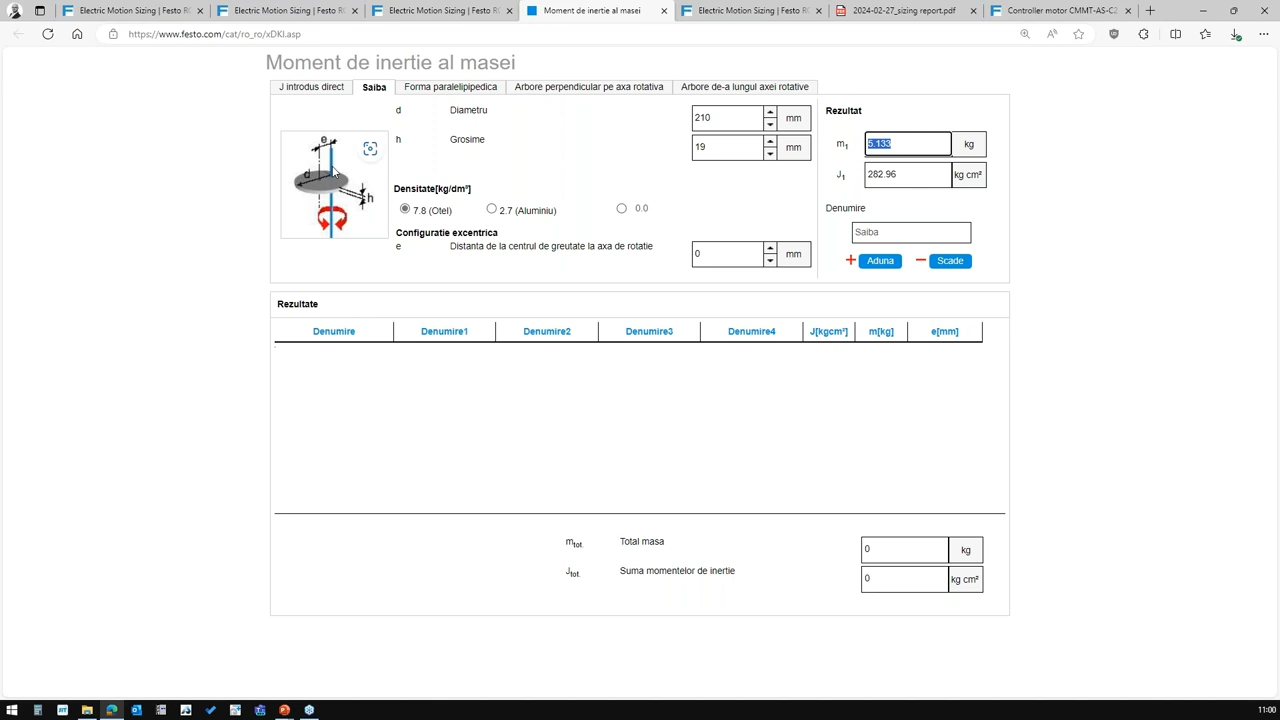 Electric Motion Sizing | Festo RO
Electric Motion Sizing | Festo RO
Electric Motion Sizing | Festo RO
Moment de inertie al masei
Electric Motion Sizing | Festo RO
2024-02-27_sizing report.pdf
Controller motor CMMT-AS-C2
https://www.festo.com/cat/ro_ro/xDKI.asp
Moment de inertie al masei
J introdus direct
Saiba
Forma paralelipipedica
Arbore perpendicular pe axa rotativa
Arbore de-a lungul axei rotative
d Diametru 210 mm
h Grosime 19 mm
e
d
h
Densitate[kg/dm³]
7.8 (Otel) 2.7 (Aluminiu) 0.0
Configuratie excentrica
e Distanta de la centrul de greutate la axa de rotatie 0 mm
Rezultat
m1 5.133 kg
J1 282.96 kg cm²
Denumire
Saiba
+ Aduna − Scade
Rezultate
Denumire Denumire1 Denumire2 Denumire3 Denumire4 J[kgcm²] m[kg] e[mm]
mtot. Total masa 0 kg
Jtot. Suma momentelor de inertie 0 kg cm²
11:00